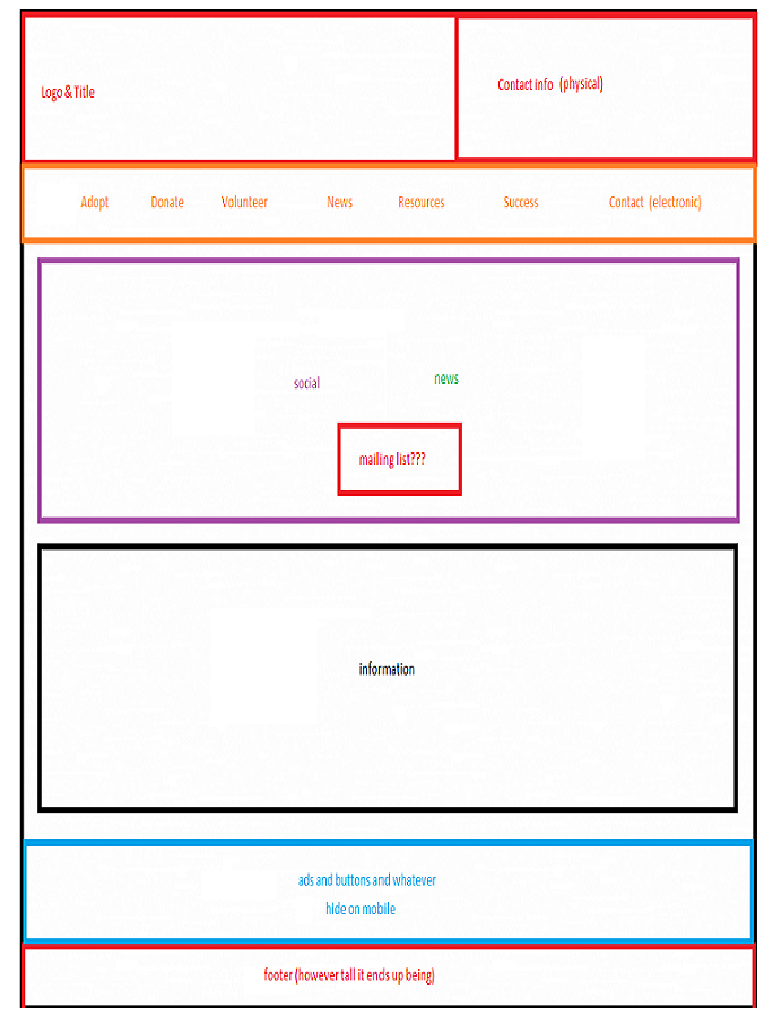 Logo & Title
Contact info (physical)
Adopt Donate Volunteer News Resources Success Contact (electronic)
social news
mailling list???
information
ads and buttons and whatever
hide on mobile
footer (however tall it ends up being)